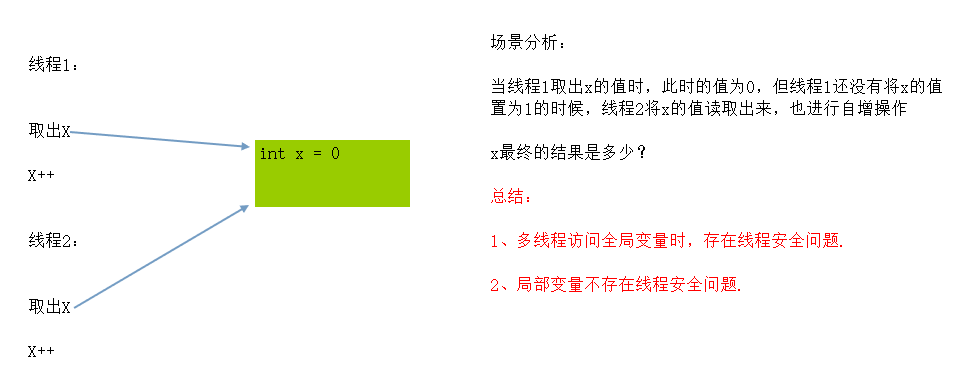 线程1：
取出X
X++
线程2：
取出X
X++
int x = 0
场景分析：
当线程1取出x的值时，此时的值为0，但线程1还没有将x的值
置为1的时候，线程2将x的值读取出来，也进行自增操作
x最终的结果是多少？
总结：
1、多线程访问全局变量时，存在线程安全问题.
2、局部变量不存在线程安全问题.